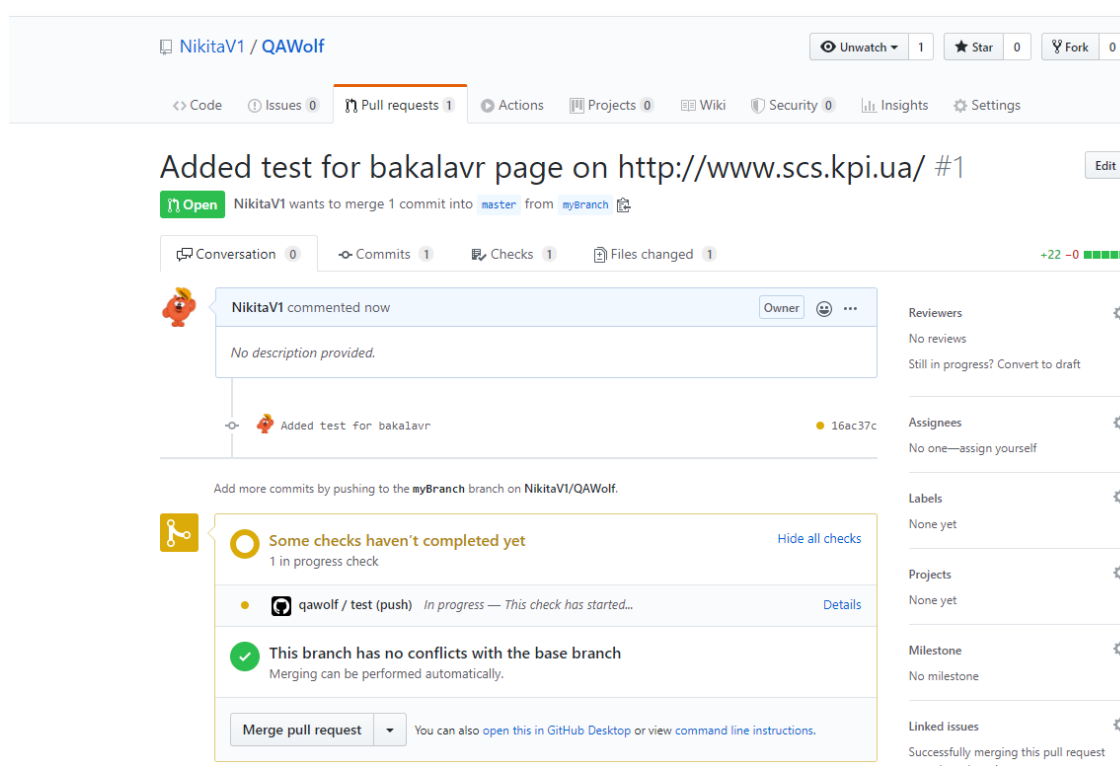 NikitaV1 / QAWolf
Unwatch 1 Star 0 Fork 0
Code Issues 0 Pull requests 1 Actions Projects 0 Wiki Security 0 Insights Settings
Added test for bakalavr page on http://www.scs.kpi.ua/ #1
Edit
Open NikitaV1 wants to merge 1 commit into master from myBranch
Conversation 0 Commits 1 Checks 1 Files changed 1
+22 −0
NikitaV1 commented now
Owner
No description provided.
Added test for bakalavr
16ac37c
Add more commits by pushing to the myBranch branch on NikitaV1/QAWolf.
Some checks haven't completed yet
Hide all checks
1 in progress check
qawolf / test (push) In progress — This check has started...
Details
This branch has no conflicts with the base branch
Merging can be performed automatically.
Merge pull request
You can also open this in GitHub Desktop or view command line instructions.
Reviewers
No reviews
Still in progress? Convert to draft
Assignees
No one—assign yourself
Labels
None yet
Projects
None yet
Milestone
No milestone
Linked issues
Successfully merging this pull request